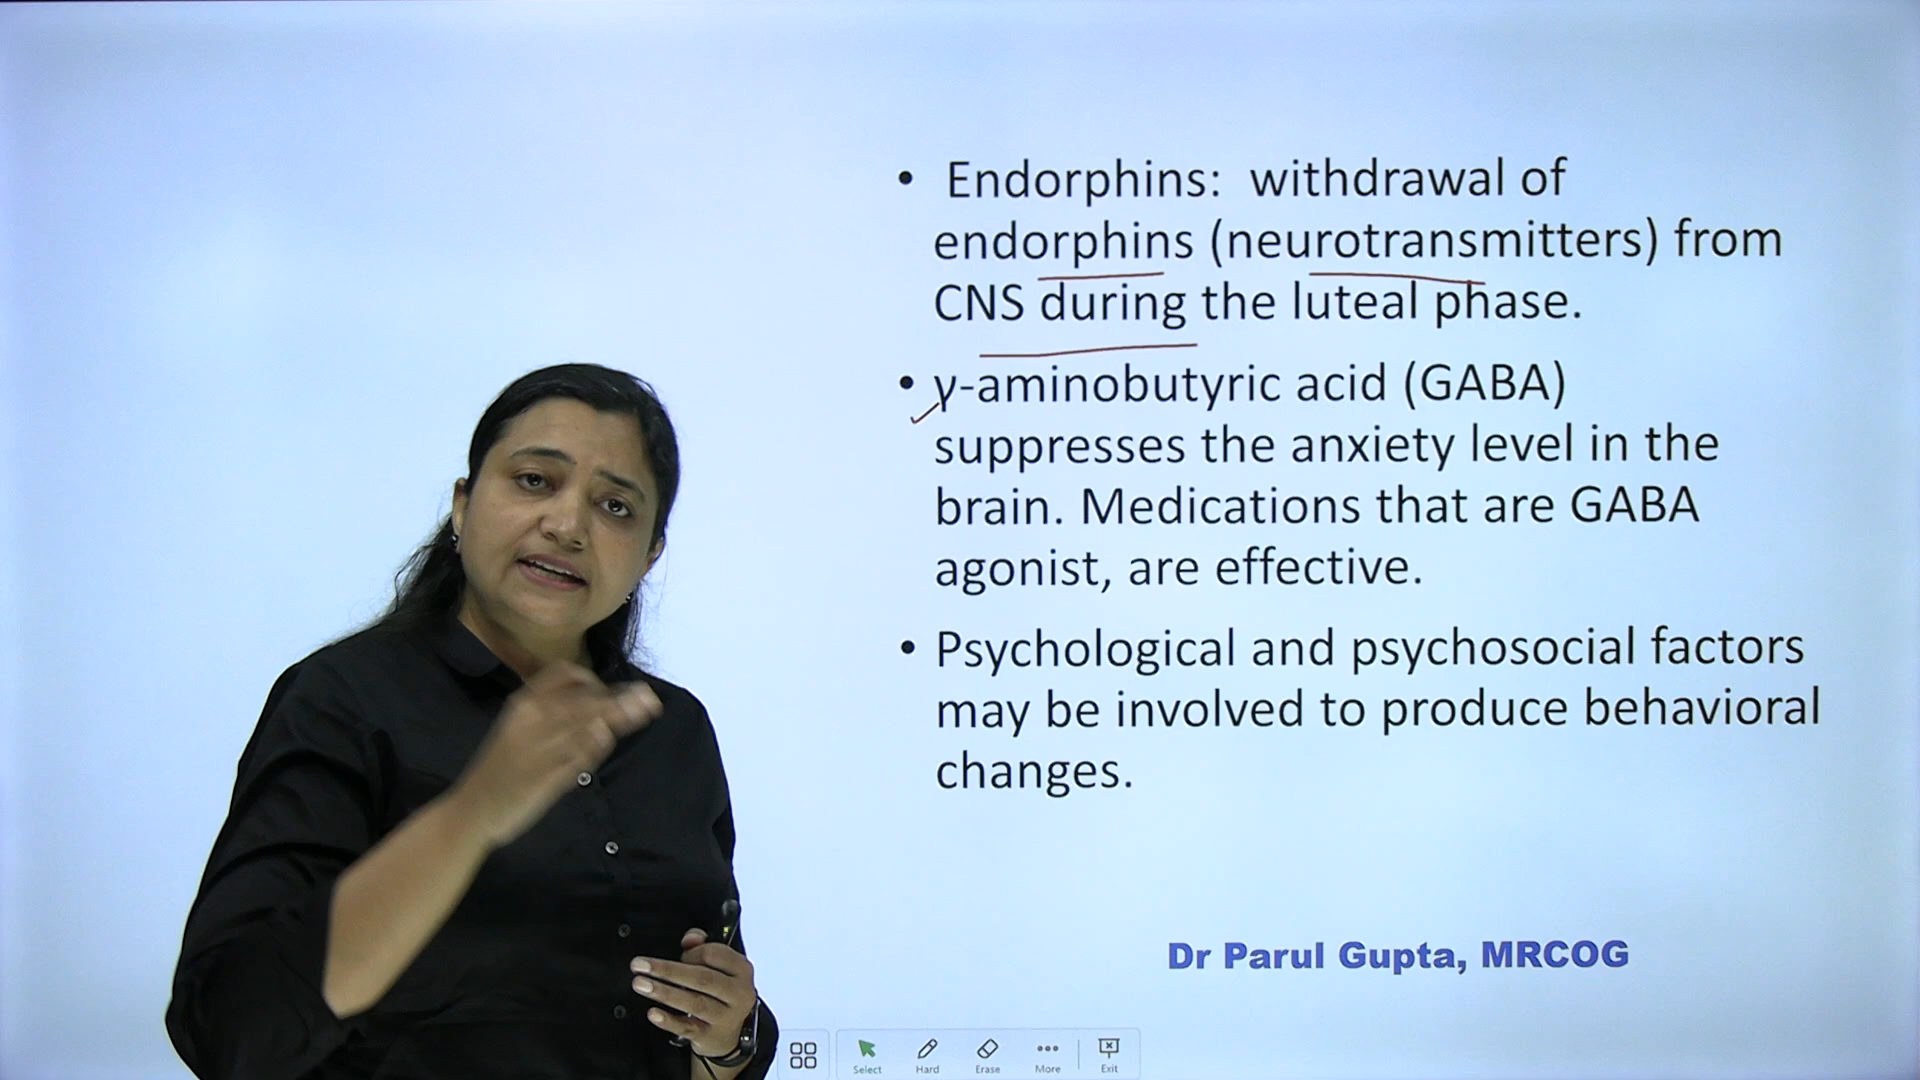 • Endorphins: withdrawal of
endorphins (neurotransmitters) from
CNS during the luteal phase.
• γ-aminobutyric acid (GABA)
suppresses the anxiety level in the
brain. Medications that are GABA
agonist, are effective.
• Psychological and psychosocial factors
may be involved to produce behavioral
changes.
Dr Parul Gupta, MRCOG
Select Hard Erase More Exit